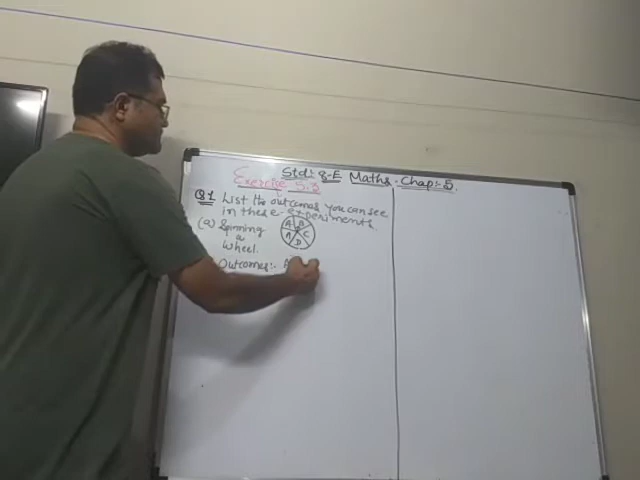 Std: 8-E Maths. Chap: 5.
Exercise 5.3
Q.1 List the outcomes you can see
in these experiments.
(a) Spinning
a
Wheel.
A B
A C
D
Outcomes:- A